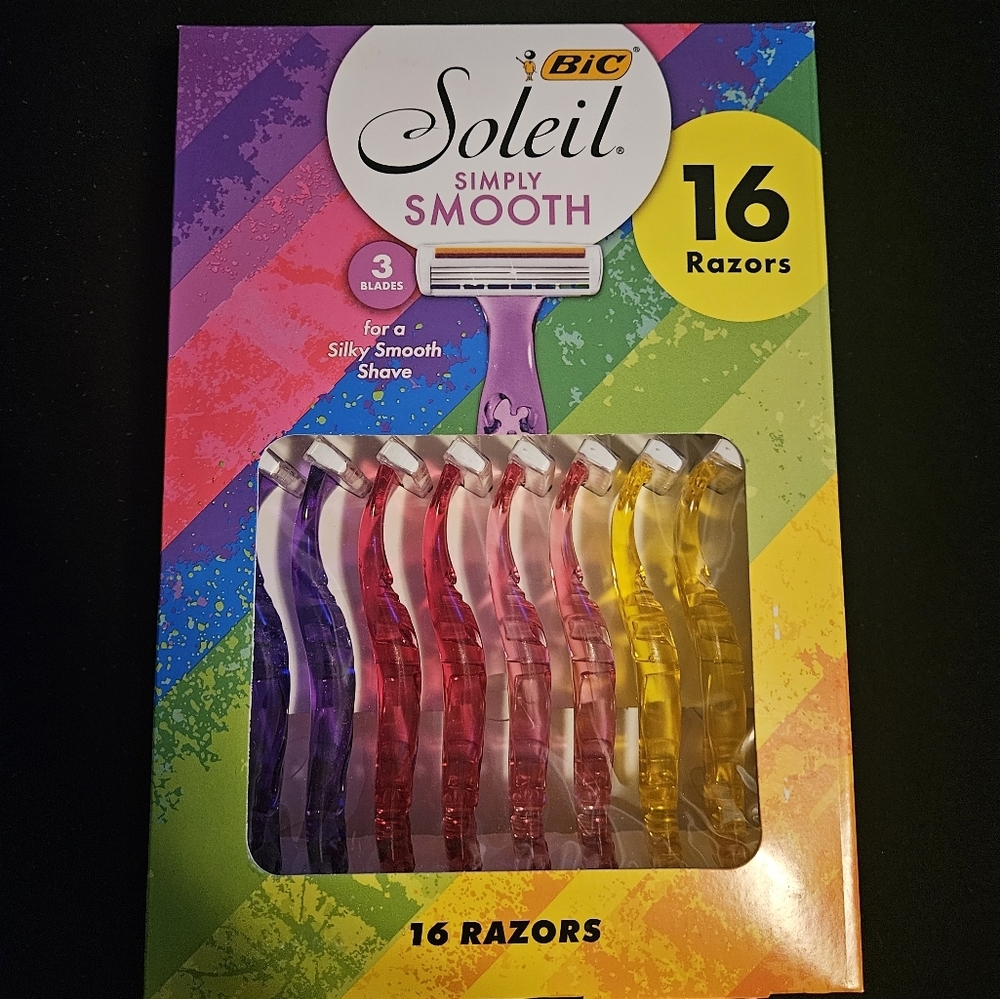 BiC®
Soleil®
SIMPLY
SMOOTH
16
Razors
3
BLADES
for a
Silky Smooth
Shave
16 RAZORS